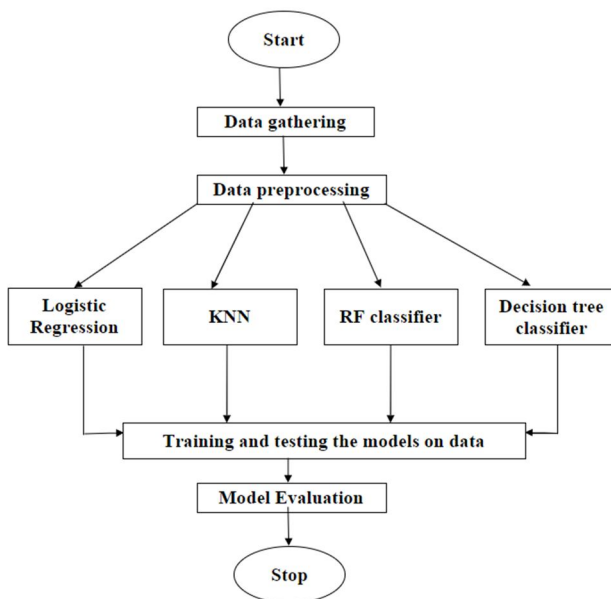 Start
Data gathering
Data preprocessing
Logistic
Regression
KNN
RF classifier
Decision tree
classifier
Training and testing the models on data
Model Evaluation
Stop